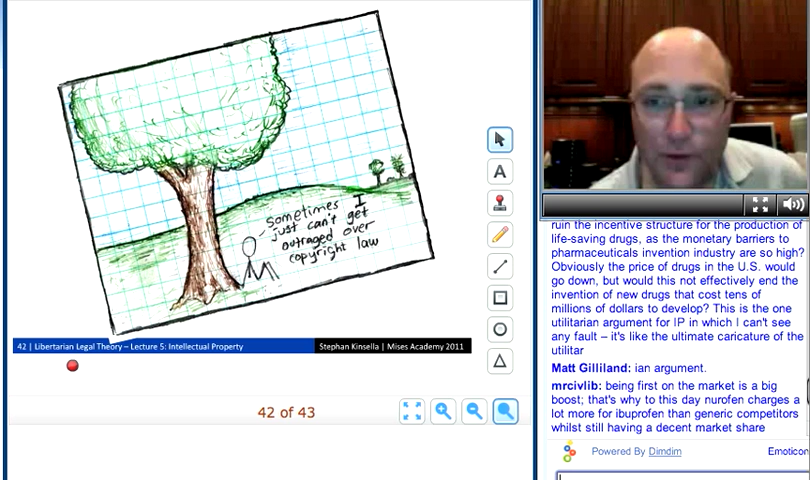 Sometimes I
just can't get
outraged over
copyright law
42 | Libertarian Legal Theory – Lecture 5: Intellectual Property
Stephan Kinsella | Mises Academy 2011
A
42 of 43
ruin the incentive structure for the production of
life-saving drugs, as the monetary barriers to
pharmaceuticals invention industry are so high?
Obviously the price of drugs in the U.S. would
go down, but would this not effectively end the
invention of new drugs that cost tens of
millions of dollars to develop? This is the one
utilitarian argument for IP in which I can't see
any fault – it's like the ultimate caricature of the
utilitar
Matt Gilliland: ian argument.
mrcivlib: being first on the market is a big
boost; that's why to this day nurofen charges a
lot more for ibuprofen than generic competitors
whilst still having a decent market share
Powered By Dimdim
Emoticon